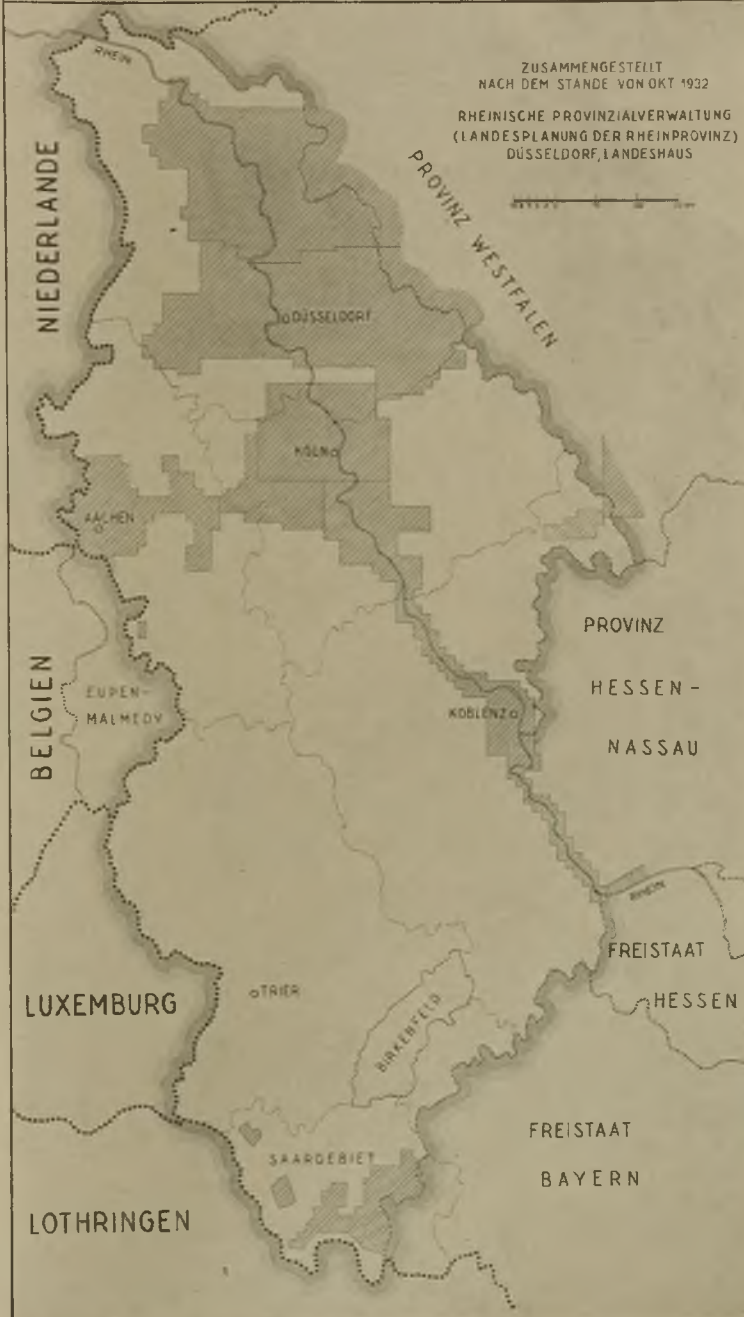 RHEIN
ZUSAMMENGESTELLT
NACH DEM STANDE VON OKT 1932
RHEINISCHE PROVINZIALVERWALTUNG
(LANDESPLANUNG DER RHEINPROVINZ)
DÜSSELDORF, LANDESHAUS
NIEDERLANDE
PROVINZ WESTFALEN
DÜSSELDORF
KÖLN
AACHEN
PROVINZ
HESSEN-
NASSAU
BELGIEN
EUPEN-
MALMEDY
KOBLENZ
RHEIN
FREISTAAT
HESSEN
LUXEMBURG
TRIER
BIRKENFELD
FREISTAAT
BAYERN
SAARGEBIET
LOTHRINGEN